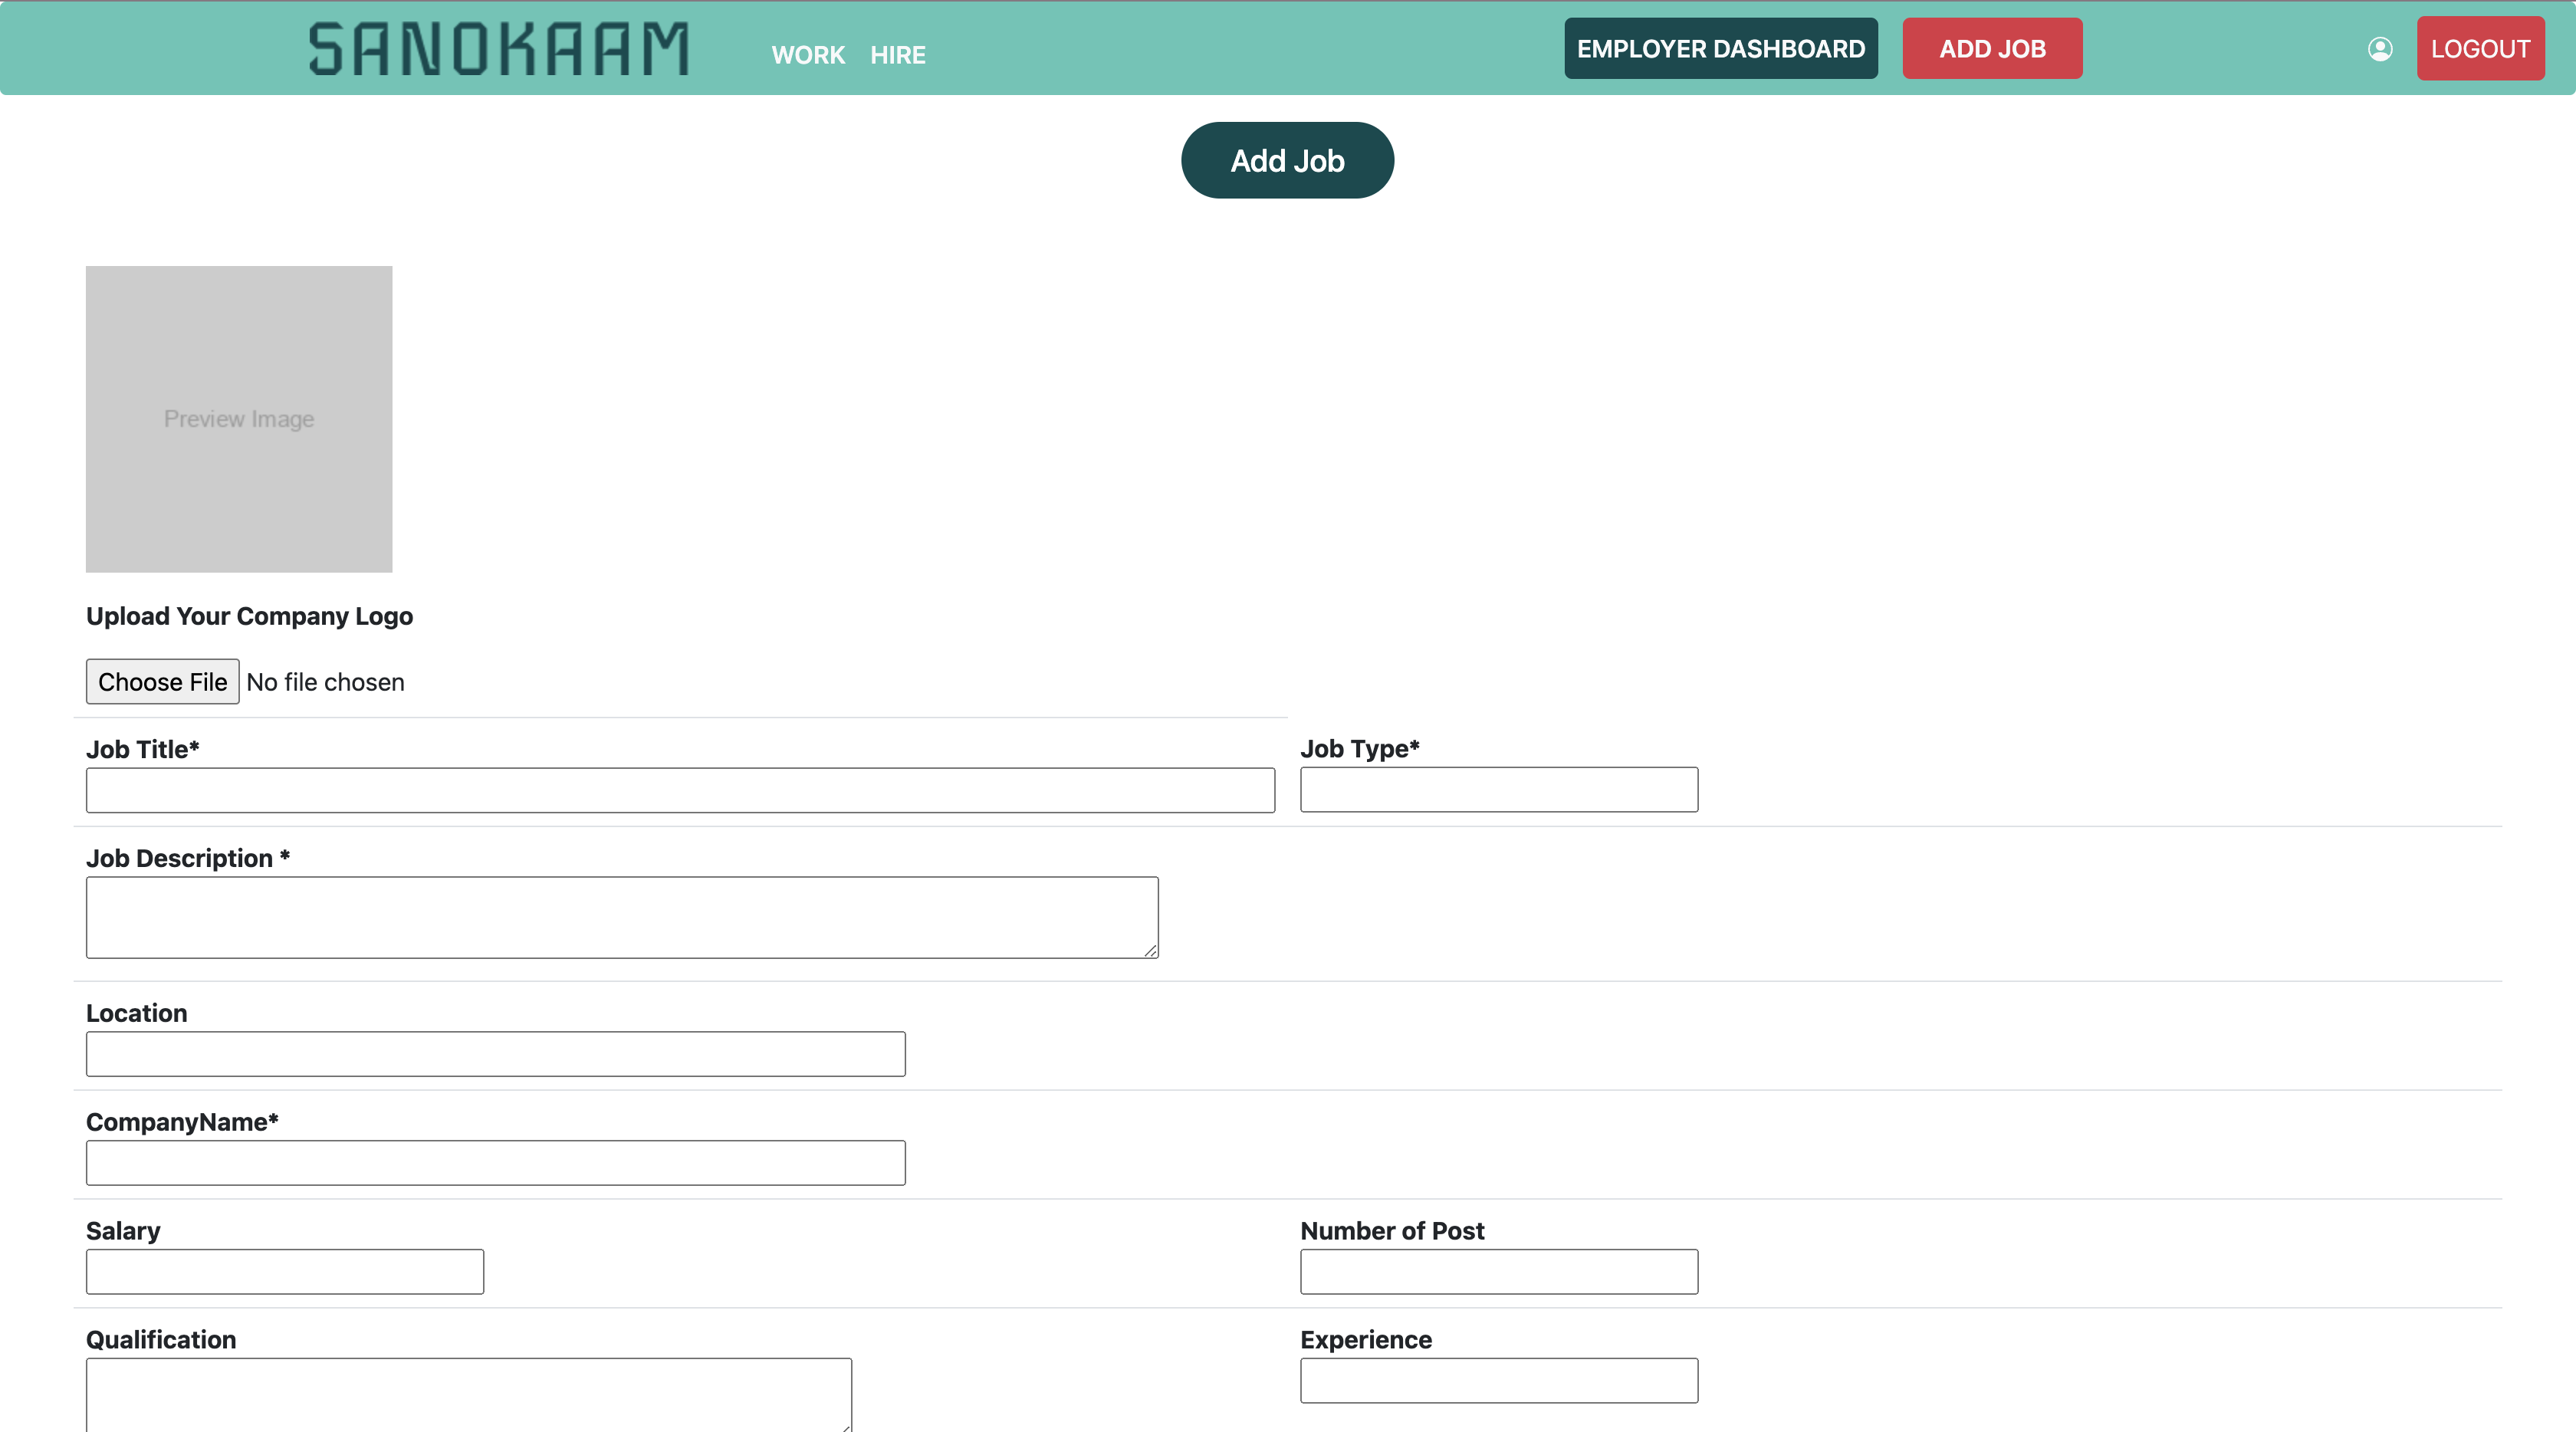 SANOKAAM WORK HIRE EMPLOYER DASHBOARD ADD JOB LOGOUT
Add Job
Preview Image
Upload Your Company Logo
Choose File No file chosen
Job Title* Job Type*
Job Description *
Location
CompanyName*
Salary Number of Post
Qualification Experience